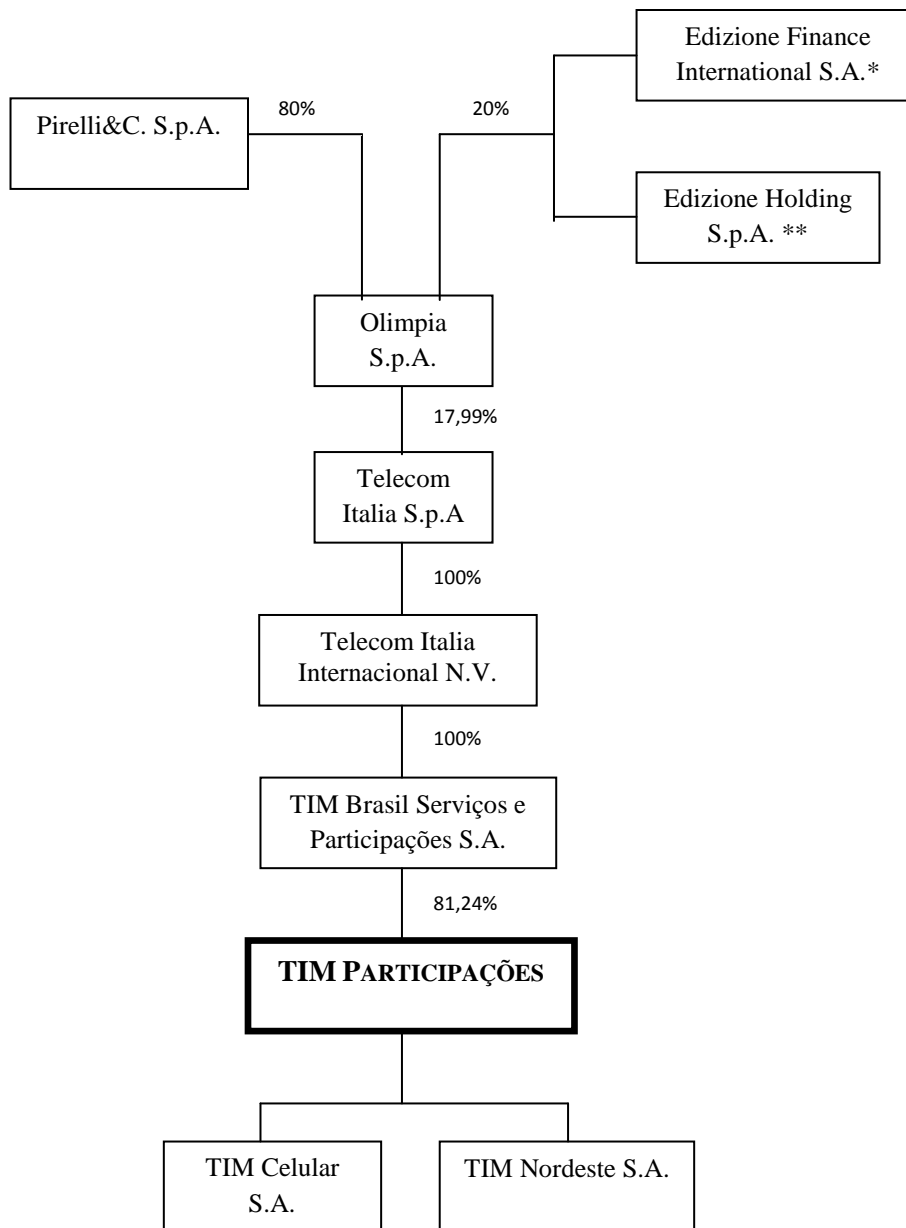 Edizione Finance
International S.A.*
80%
20%
Pirelli&C. S.p.A.
Edizione Holding
S.p.A. **
Olimpia
S.p.A.
17,99%
Telecom
Italia S.p.A
100%
Telecom Italia
Internacional N.V.
100%
TIM Brasil Serviços e
Participações S.A.
81,24%
TIM PARTICIPAÇÕES
TIM Celular
S.A.
TIM Nordeste S.A.